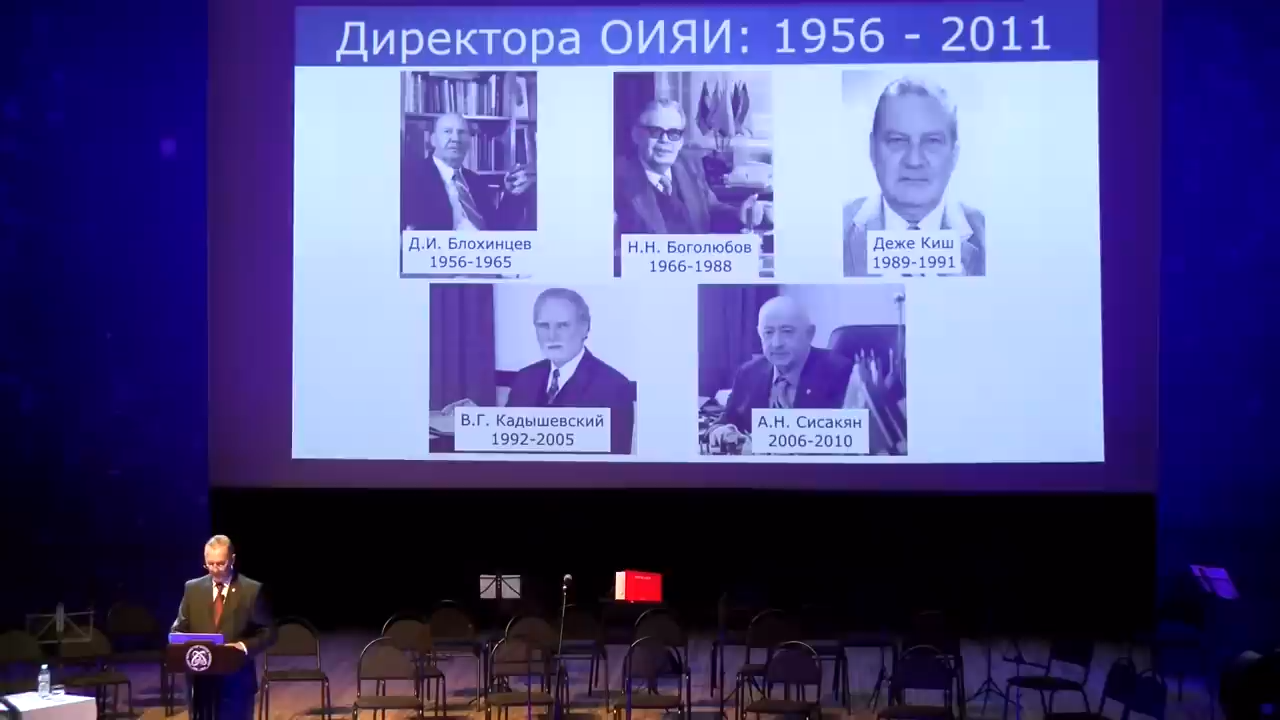 Директора ОИЯИ: 1956 - 2011
Д.И. Блохинцев
1956-1965
Н.Н. Боголюбов
1966-1988
Деже Киш
1989-1991
В.Г. Кадышевский
1992-2005
А.Н. Сисакян
2006-2010